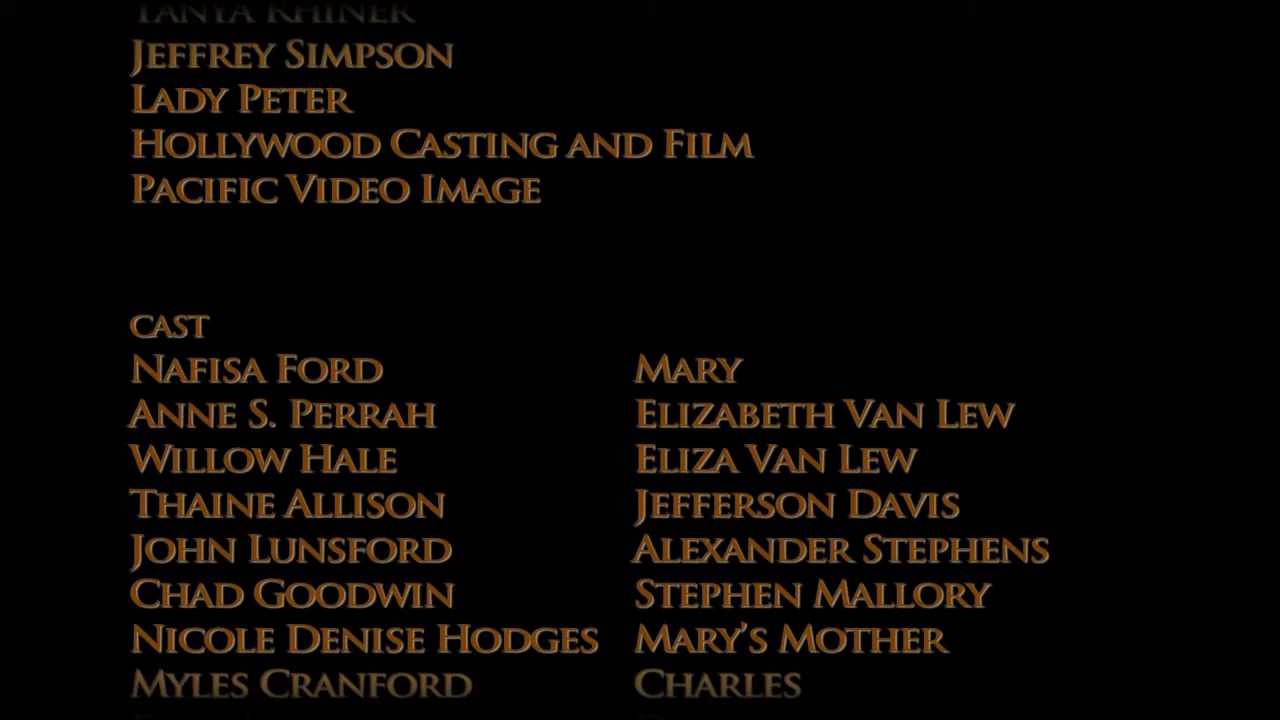 Tanya Rhiner
Jeffrey Simpson
Lady Peter
Hollywood Casting and Film
Pacific Video Image
cast
Nafisa Ford Mary
Anne S. Perrah Elizabeth Van Lew
Willow Hale Eliza Van Lew
Thaine Allison Jefferson Davis
John Lunsford Alexander Stephens
Chad Goodwin Stephen Mallory
Nicole Denise Hodges Mary's Mother
Myles Cranford Charles